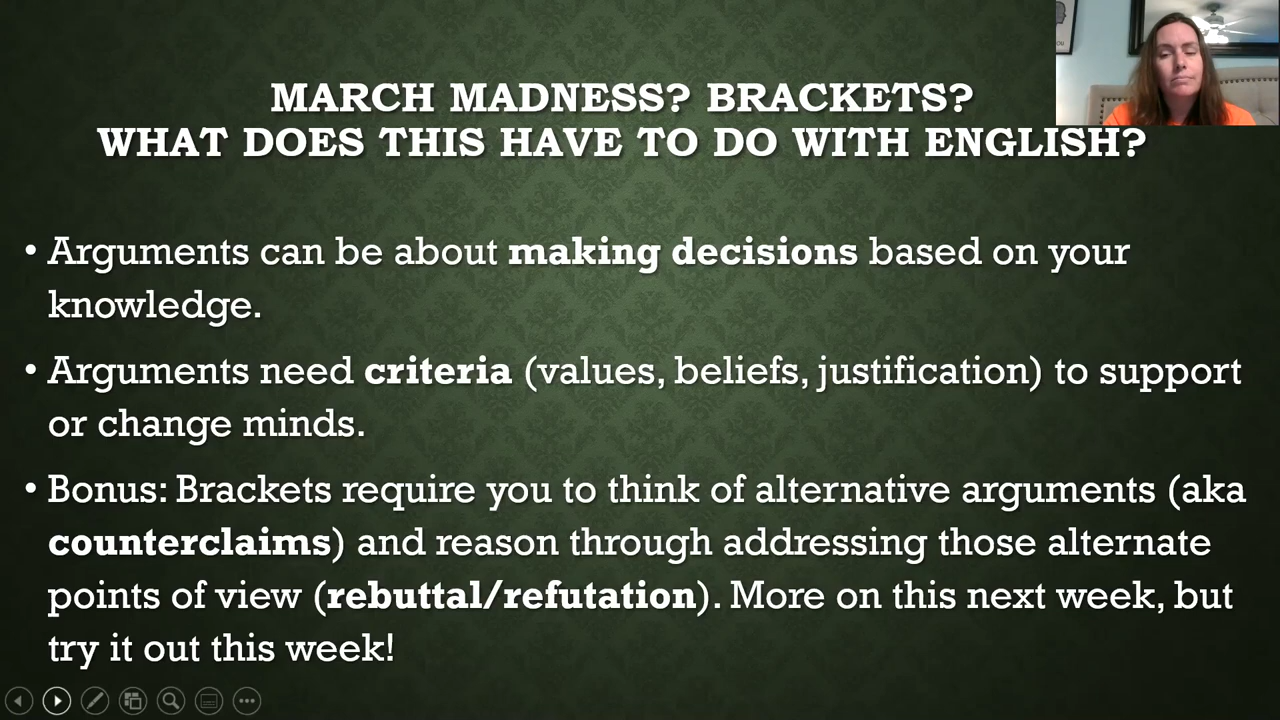 MARCH MADNESS? BRACKETS?
WHAT DOES THIS HAVE TO DO WITH ENGLISH?
• Arguments can be about making decisions based on your
knowledge.
• Arguments need criteria (values, beliefs, justification) to support
or change minds.
• Bonus: Brackets require you to think of alternative arguments (aka
counterclaims) and reason through addressing those alternate
points of view (rebuttal/refutation). More on this next week, but
try it out this week!